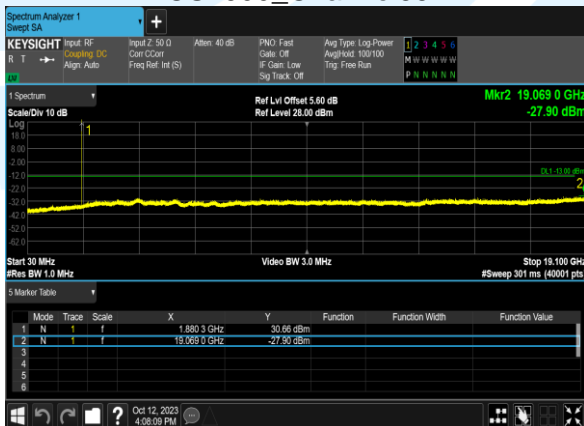 Spectrum Analyzer 1
Swept SA
KEYSIGHT
R T
LXI
Input: RF
Coupling: DC
Align: Auto
Input Z: 50 Ω
Corr CCorr
Freq Ref: Int (S)
Atten: 40 dB
PNO: Fast
Gate: Off
IF Gain: Low
Sig Track: Off
Avg Type: Log-Power
Avg|Hold: 100/100
Trig: Free Run
1 2 3 4 5 6
M W W W W W
P N N N N N
1 Spectrum
Scale/Div 10 dB
Ref Lvl Offset 5.60 dB
Ref Level 28.00 dBm
Mkr2 19.069 0 GHz
-27.90 dBm
Log
1
18.0
8.00
-2.00
-12.0
DL1 -13.00 dBm
2
-22.0
-32.0
-42.0
-52.0
-62.0
Start 30 MHz
#Res BW 1.0 MHz
Video BW 3.0 MHz
Stop 19.100 GHz
#Sweep 301 ms (40001 pts)
5 Marker Table
Mode Trace Scale X Y Function Function Width Function Value
1 N 1 f 1.880 3 GHz 30.66 dBm
2 N 1 f 19.069 0 GHz -27.90 dBm
3
4
5
6
?
Oct 12, 2023
4:08:09 PM